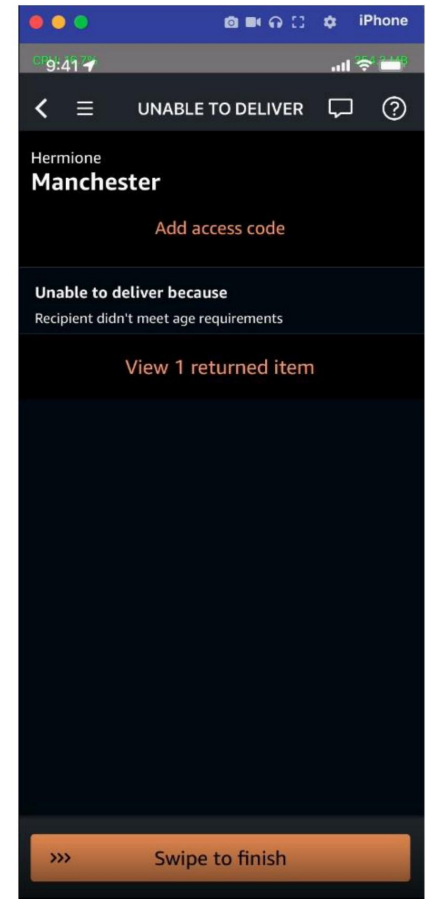 iPhone
9:41
UNABLE TO DELIVER
Hermione
Manchester
Add access code
Unable to deliver because
Recipient didn't meet age requirements
View 1 returned item
>>> Swipe to finish